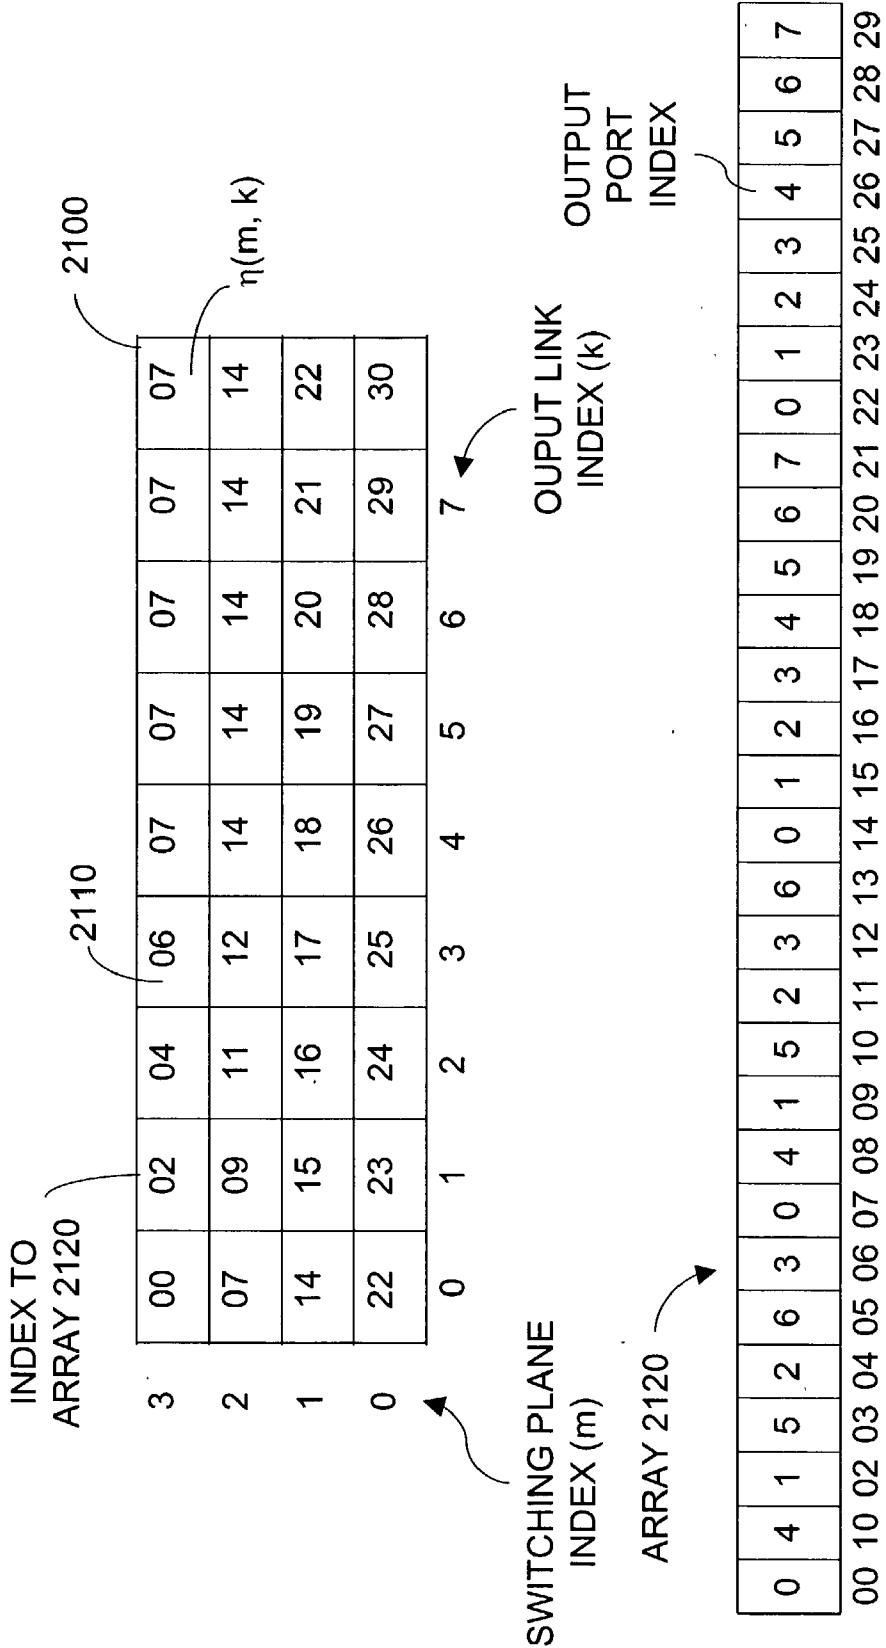 INDEX TO
ARRAY 2120
2110
2100
3 00 02 04 06 07 07 07 07
η(m, k)
2 07 09 11 12 14 14 14 14
1 14 15 16 17 18 19 20 21 22
0 22 23 24 25 26 27 28 29 30
0 1 2 3 4 5 6 7
SWITCHING PLANE
INDEX (m)
OUPUT LINK
INDEX (k)
ARRAY 2120
OUTPUT
PORT
INDEX
0 4 1 5 2 6 3 0 4 1 5 2 3 6 0 1 2 3 4 5 6 7 0 1 2 3 4 5 6 7
00 10 02 03 04 05 06 07 08 09 10 11 12 13 14 15 16 17 18 19 20 21 22 23 24 25 26 27 28 29